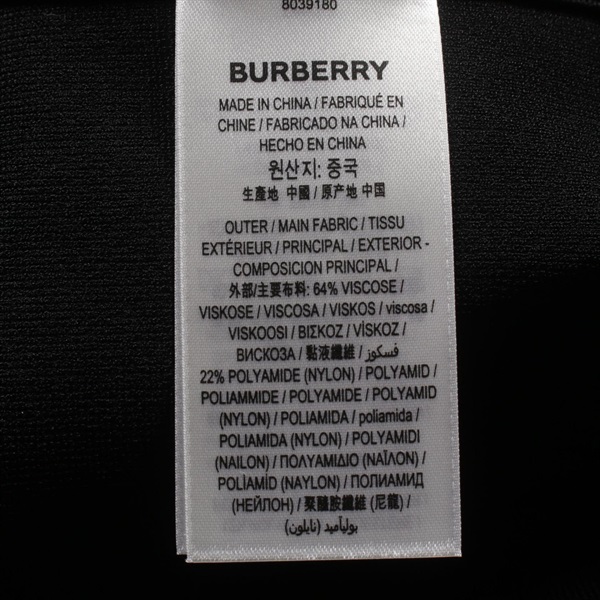 8039180
BURBERRY
MADE IN CHINA / FABRIQUÉ EN
CHINE / FABRICADO NA CHINA /
HECHO EN CHINA
원산지: 중국
生產地 中國 / 原产地 中国
OUTER / MAIN FABRIC / TISSU
EXTÉRIEUR / PRINCIPAL / EXTERIOR -
COMPOSICION PRINCIPAL /
外部/主要布料: 64% VISCOSE /
VISKOSE / VISCOSA / VISKOS / viscosa /
VISKOOSI / ΒΙΣΚΟΖ / VİSKOZ /
ВИСКОЗА / 黏液纖維 / فسكوز /
22% POLYAMIDE (NYLON) / POLYAMID /
POLIAMMIDE / POLYAMIDE / POLYAMID
(NYLON) / POLIAMIDA / poliamida /
POLIAMIDA (NYLON) / POLYAMIDI
(NAILON) / ΠΟΛΥΑΜΙΔΙΟ (ΝΑΪΛΟΝ) /
POLİAMİD (NAYLON) / ПОЛИАМИД
(НЕЙЛОН) / 聚醯胺纖維 (尼龍) /
بوليآميد (نايلون)